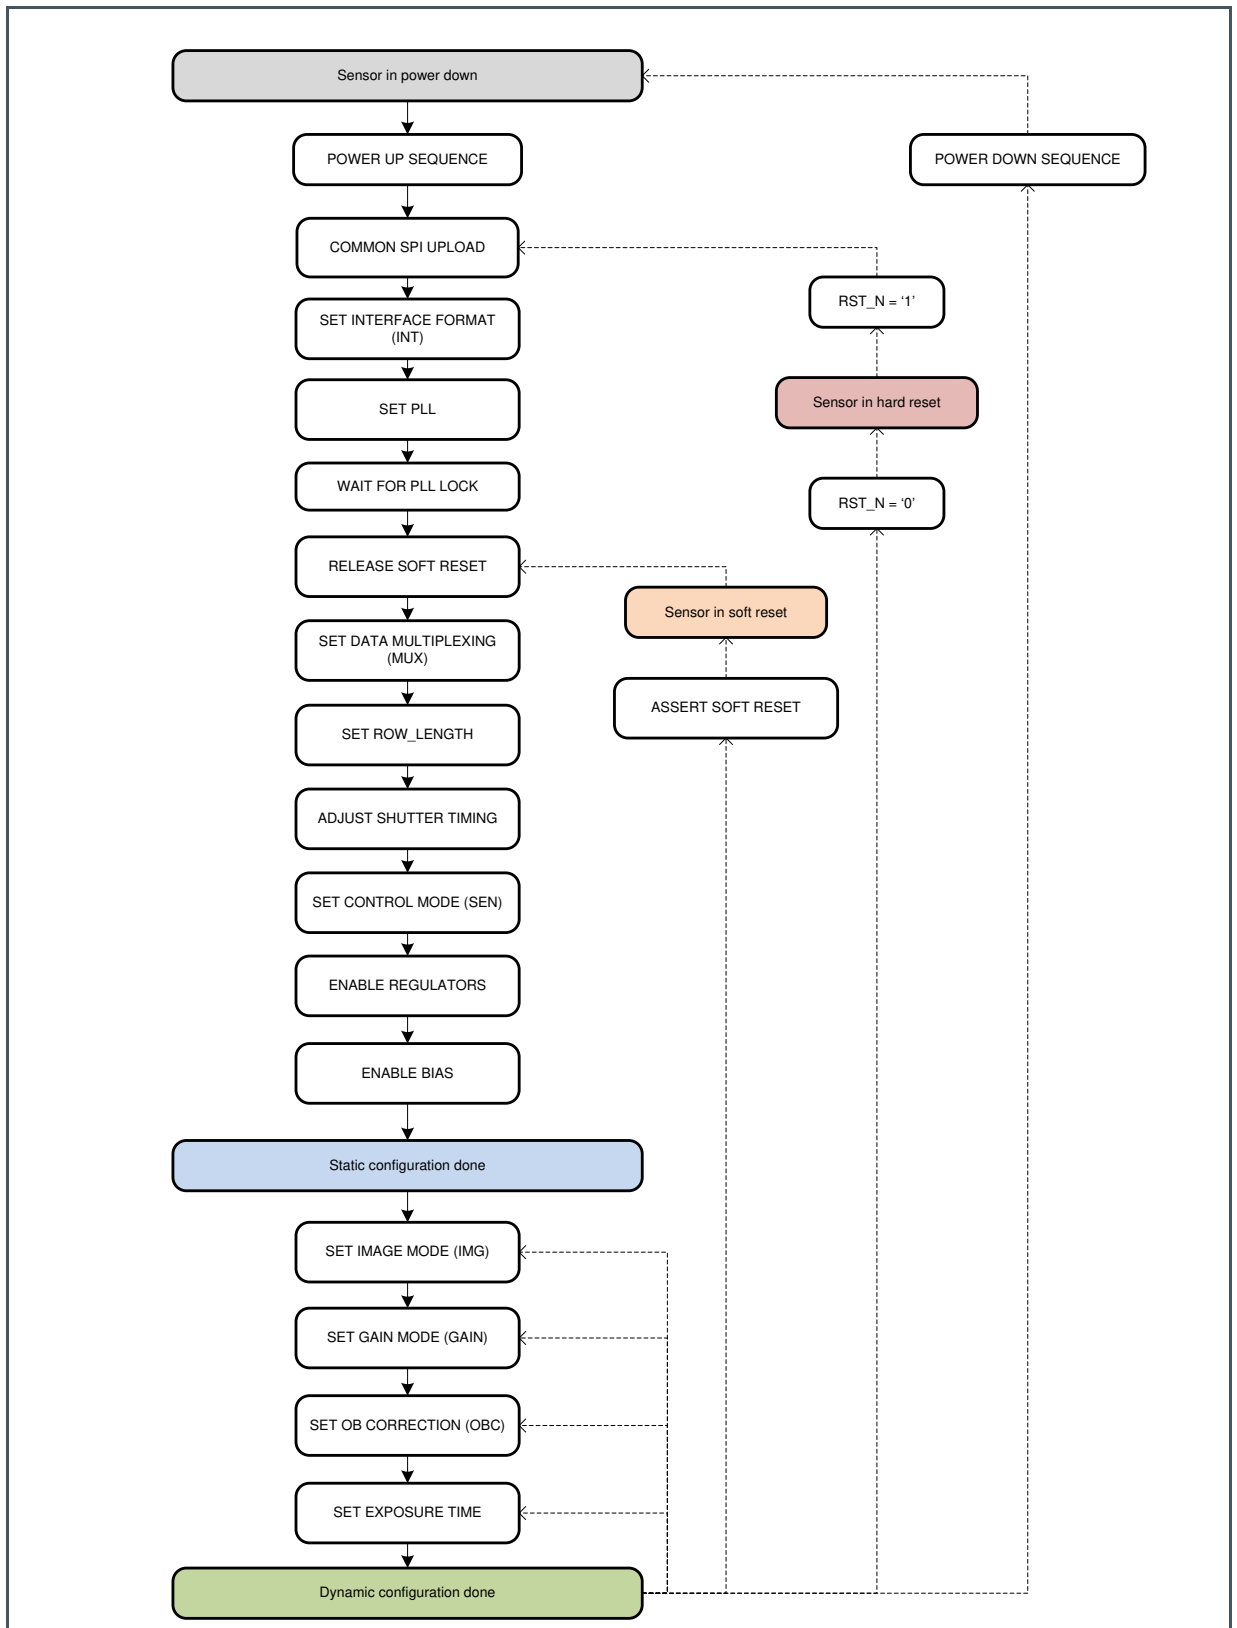 Sensor in power down
POWER UP SEQUENCE
POWER DOWN SEQUENCE
COMMON SPI UPLOAD
RST_N = ‘1’
SET INTERFACE FORMAT
(INT)
SET PLL
Sensor in hard reset
WAIT FOR PLL LOCK
RST_N = ‘0’
RELEASE SOFT RESET
Sensor in soft reset
SET DATA MULTIPLEXING
(MUX)
ASSERT SOFT RESET
SET ROW_LENGTH
ADJUST SHUTTER TIMING
SET CONTROL MODE (SEN)
ENABLE REGULATORS
ENABLE BIAS
Static configuration done
SET IMAGE MODE (IMG)
SET GAIN MODE (GAIN)
SET OB CORRECTION (OBC)
SET EXPOSURE TIME
Dynamic configuration done